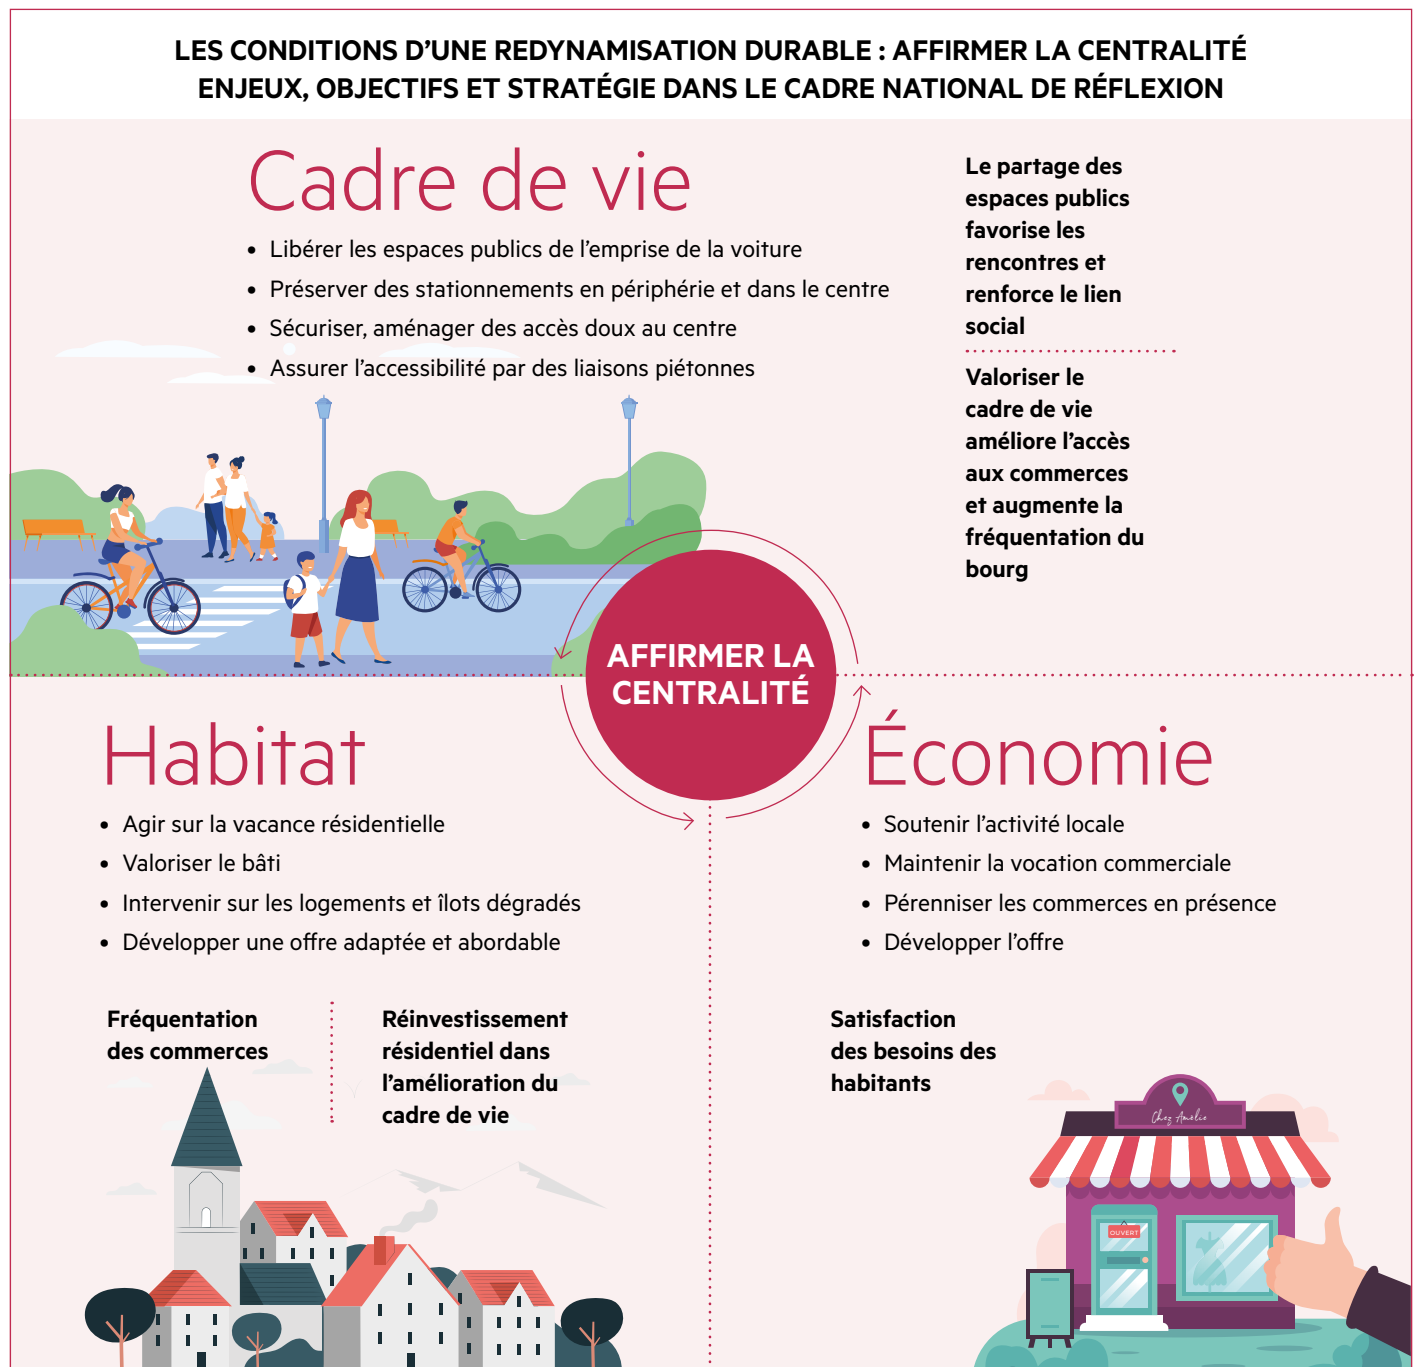 LES CONDITIONS D’UNE REDYNAMISATION DURABLE : AFFIRMER LA CENTRALITÉ
ENJEUX, OBJECTIFS ET STRATÉGIE DANS LE CADRE NATIONAL DE RÉFLEXION
Cadre de vie
• Libérer les espaces publics de l’emprise de la voiture
• Préserver des stationnements en périphérie et dans le centre
• Sécuriser, aménager des accès doux au centre
• Assurer l’accessibilité par des liaisons piétonnes
Le partage des
espaces publics
favorise les
rencontres et
renforce le lien
social
Valoriser le
cadre de vie
améliore l’accès
aux commerces
et augmente la
fréquentation du
bourg
AFFIRMER LA
CENTRALITÉ
Habitat
• Agir sur la vacance résidentielle
• Valoriser le bâti
• Intervenir sur les logements et îlots dégradés
• Développer une offre adaptée et abordable
Fréquentation
des commerces
Réinvestissement
résidentiel dans
l’amélioration du
cadre de vie
Économie
• Soutenir l’activité locale
• Maintenir la vocation commerciale
• Pérenniser les commerces en présence
• Développer l’offre
Satisfaction
des besoins des
habitants
Chez Amélie
OUVERT